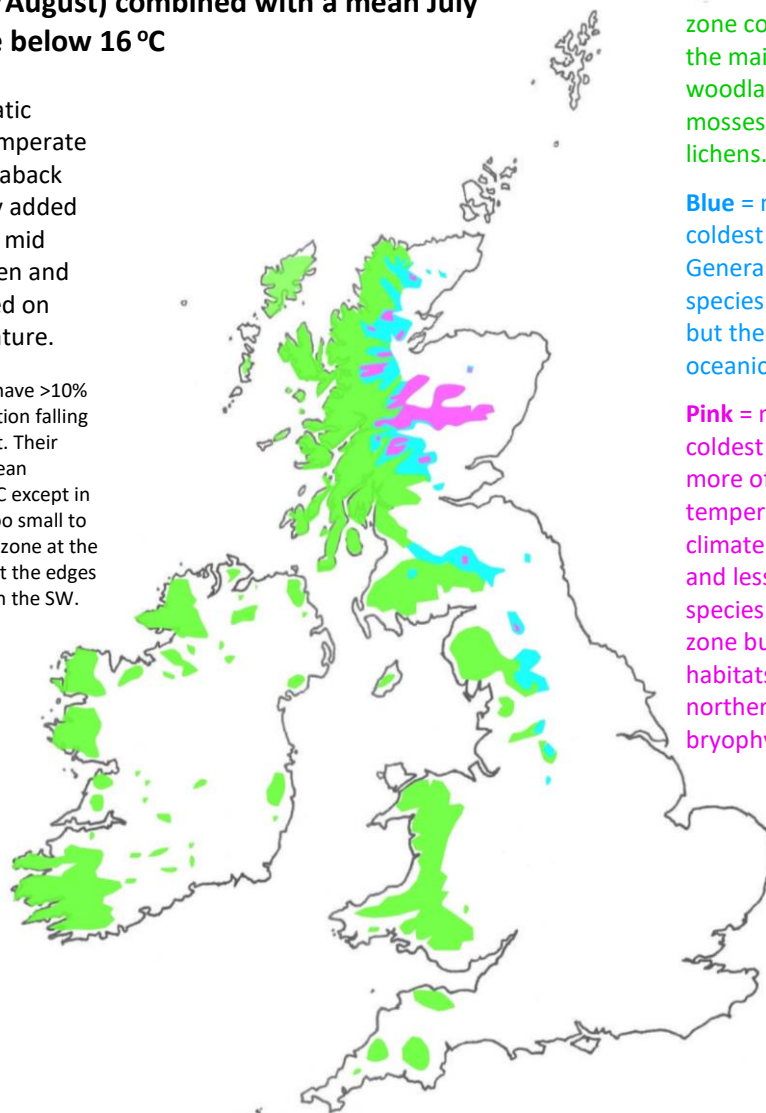 August) combined with a mean July
below 16 ºC
atic
mperate
aback
added
mid
en and
ed on
ature.
have >10%
tion falling
t. Their
ean
C except in
oo small to
zone at the
t the edges
n the SW.
zone co
the mai
woodla
mosses
lichens.
Blue = r
coldest
Genera
species
but the
oceanic
Pink = r
coldest
more of
temper
climate
and less
species
zone bu
habitats
norther
bryophy